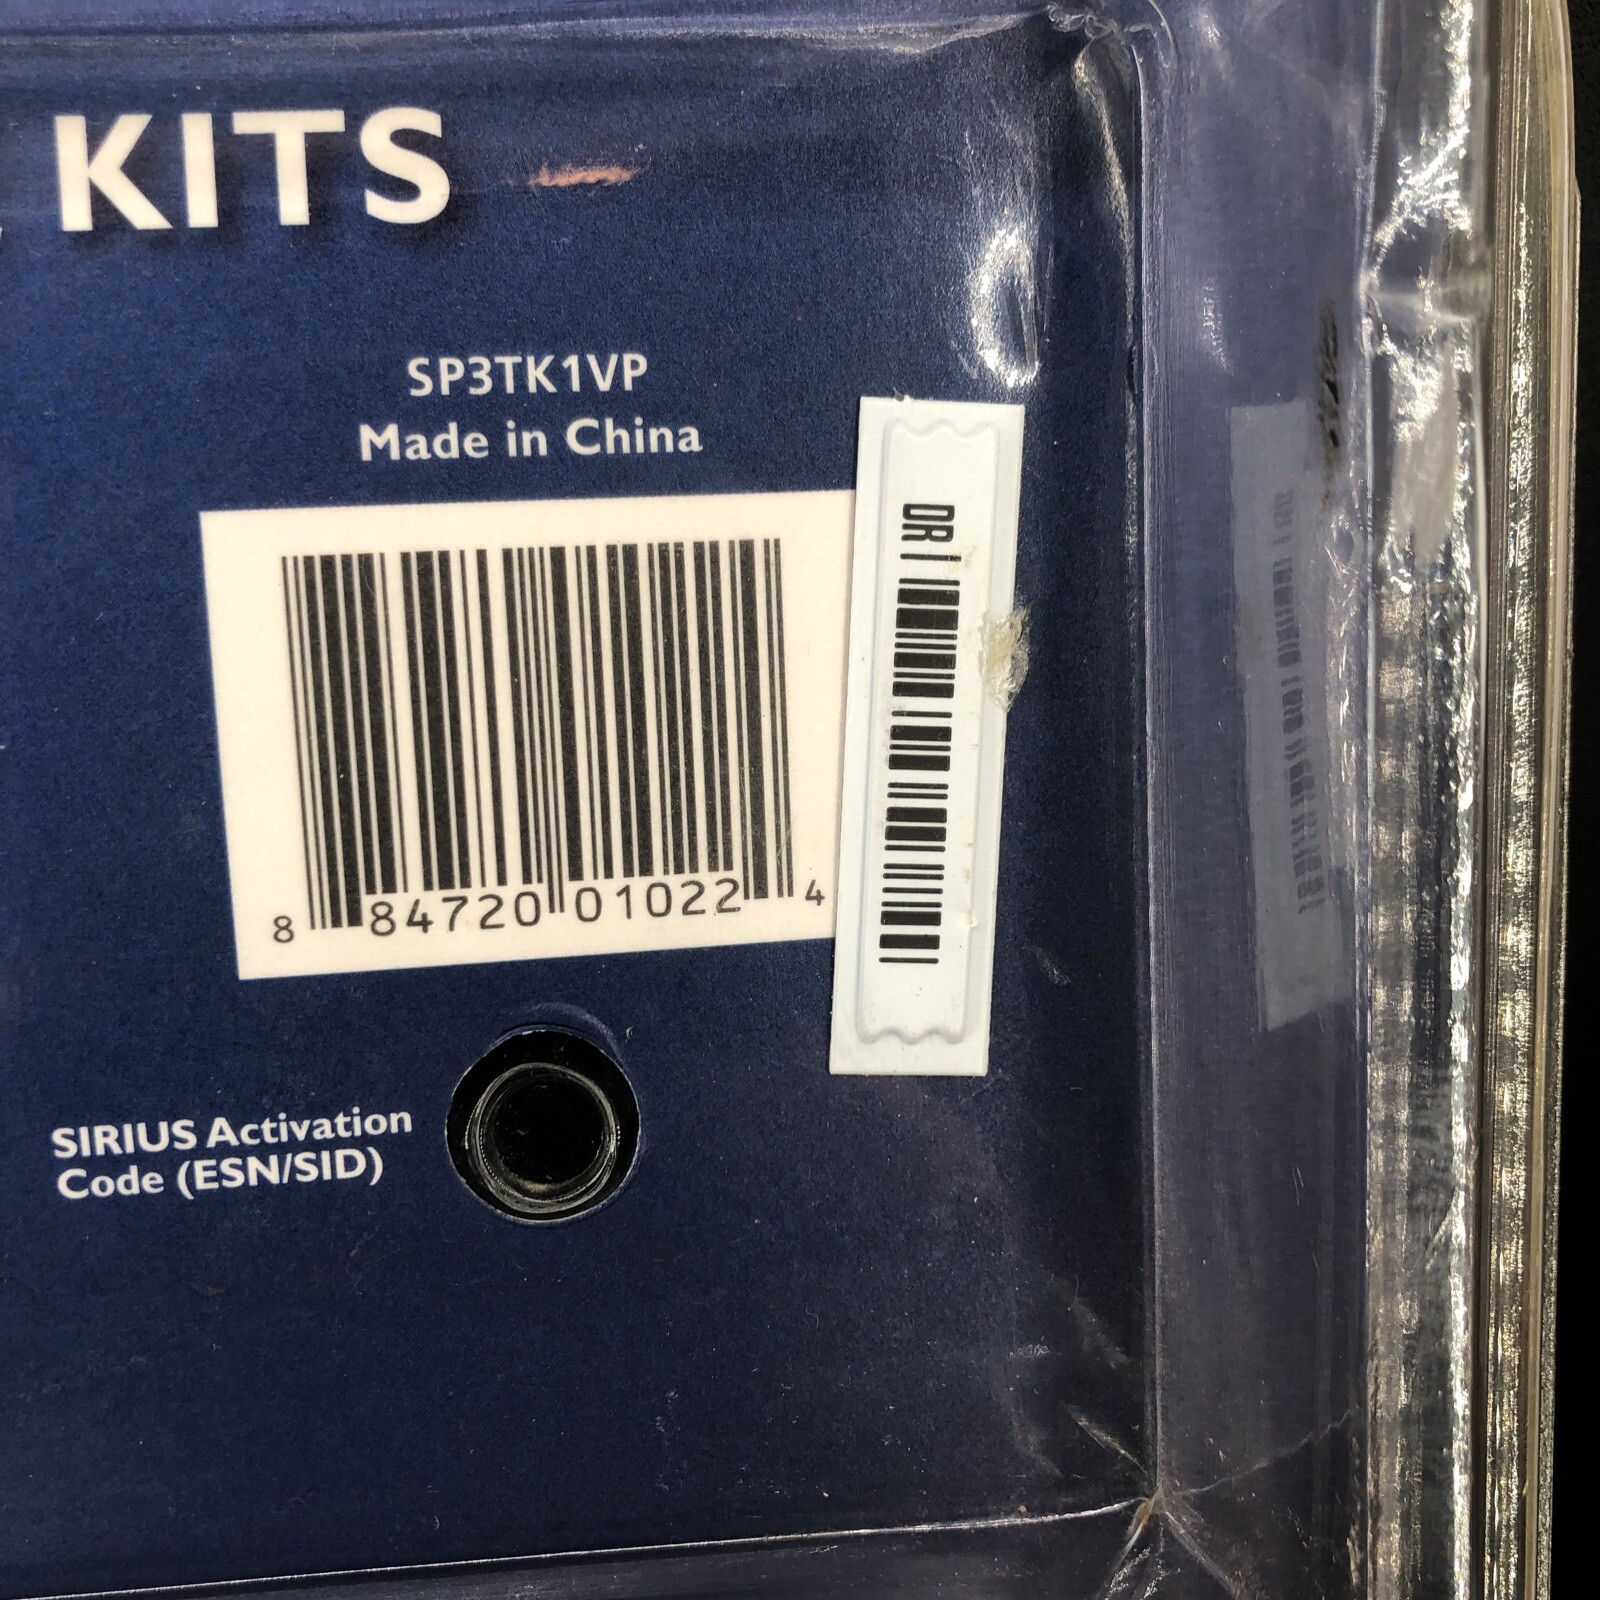 KITS
SP3TK1VP
Made in China
8 84720 01022 4
DR
SIRIUS Activation
Code (ESN/SID)